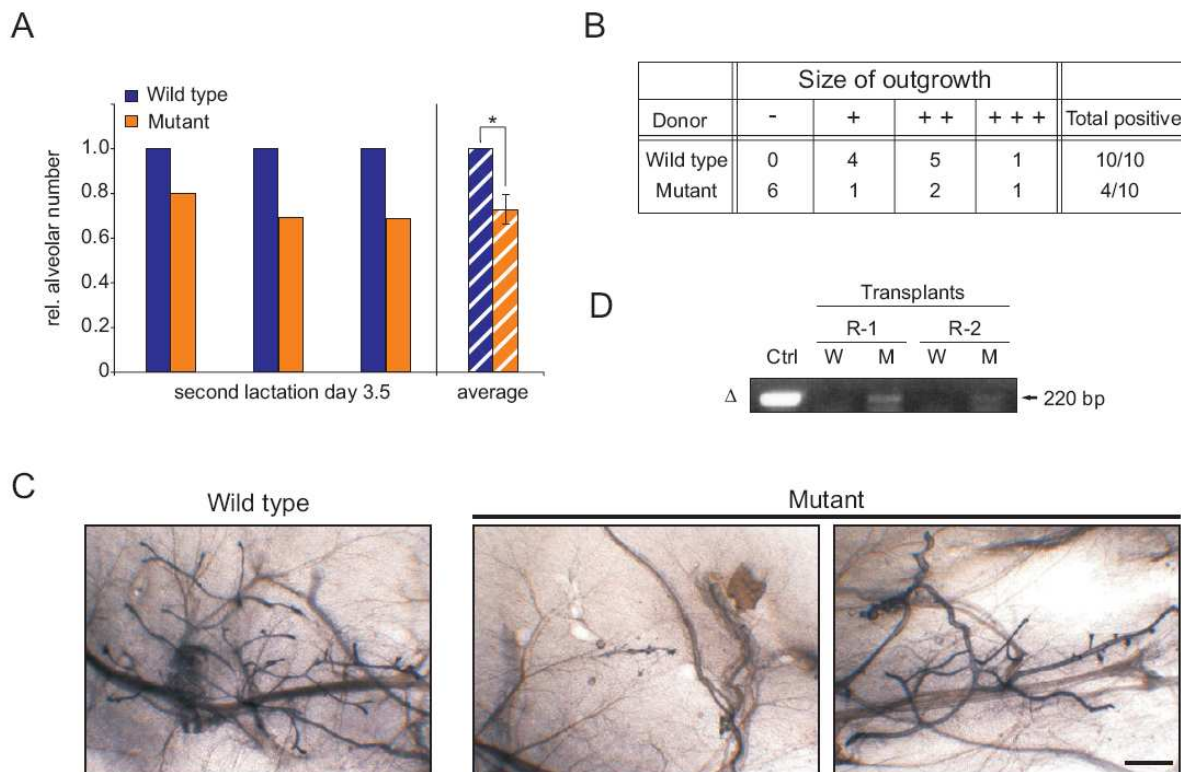 A
Wild type
Mutant
*
rel. alveolar number
1.0
0.8
0.6
0.4
0.2
0
second lactation day 3.5
average
B
Size of outgrowth
Donor - + + + + + + Total positive
Wild type 0 4 5 1 10/10
Mutant 6 1 2 1 4/10
D
Transplants
R-1 R-2
Ctrl W M W M
Δ 220 bp
C
Wild type Mutant